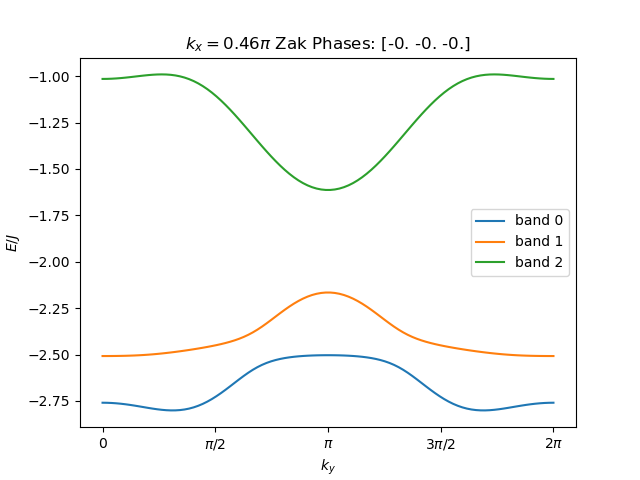 $k_x = 0.46\pi$ Zak Phases: [-0. -0. -0.]
−1.00
−1.25
−1.50
−1.75
−2.00
−2.25
−2.50
−2.75
E/J
band 0
band 1
band 2
0
π/2
π
3π/2
2π
$k_y$